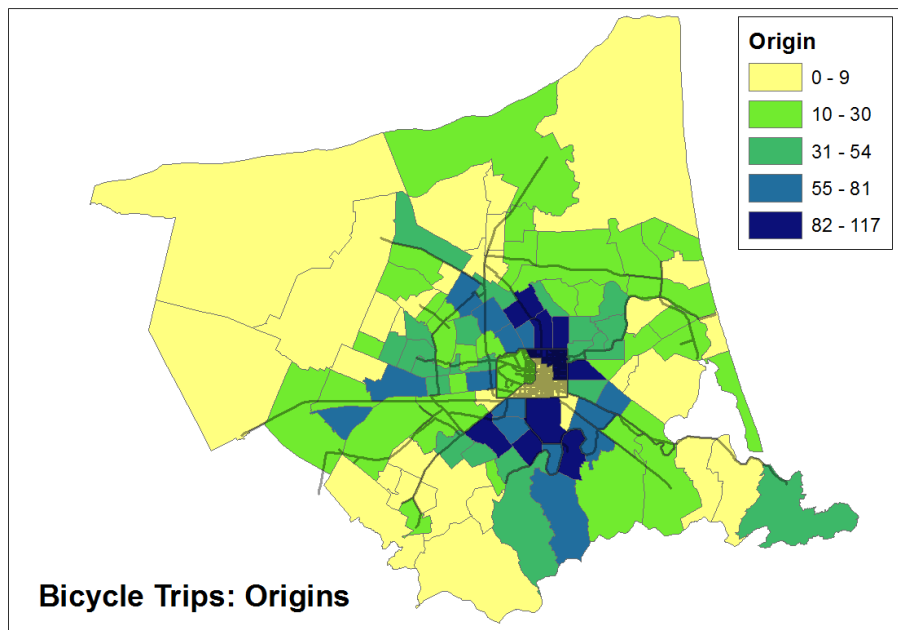 Origin
0 - 9
10 - 30
31 - 54
55 - 81
82 - 117
Bicycle Trips: Origins